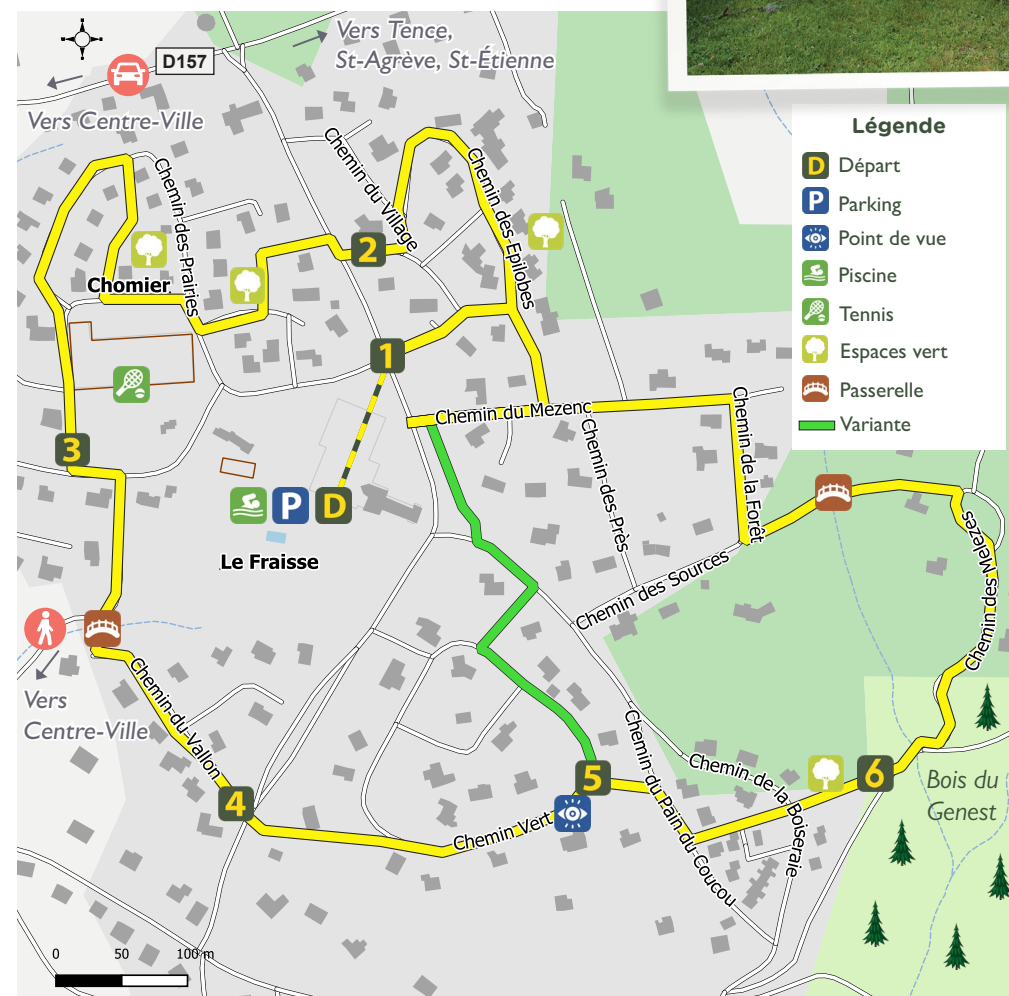 Vers Tence,
St-Agrève, St-Étienne
D157
Vers Centre-Ville
Légende
D Départ
P Parking
Point de vue
Piscine
Tennis
Espaces vert
Passerelle
Variante
Chemin du Village
Chemin des Epilobes
Chemin-des-Prairies
2
Chomier
1
Chemin du Mezenc
Chemin-de-la Forêt
Chemin-des-Près
3
P D
Le Fraisse
Chemin des Sources
Chemin des Melezes
Vers
Centre-Ville
Chemin-du-Vallon
4
5
Chemin Vert
Chemin-du Pain du Coucou
Chemin-de-la Boiseraie
6
Bois du
Genest
0 50 100 m